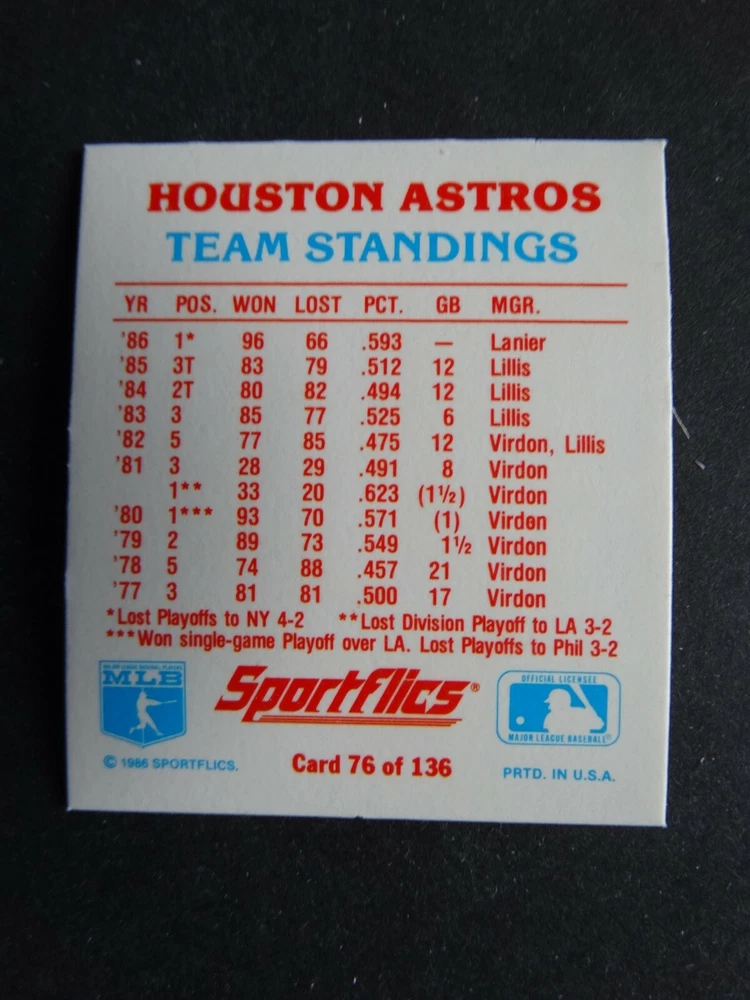 HOUSTON ASTROS
TEAM STANDINGS
YR POS. WON LOST PCT. GB MGR.
'86 1* 96 66 .593 — Lanier
'85 3T 83 79 .512 12 Lillis
'84 2T 80 82 .494 12 Lillis
'83 3 85 77 .525 6 Lillis
'82 5 77 85 .475 12 Virdon, Lillis
'81 3 28 29 .491 8 Virdon
1** 33 20 .623 (1½) Virdon
'80 1*** 93 70 .571 (1) Virdon
'79 2 89 73 .549 1½ Virdon
'78 5 74 88 .457 21 Virdon
'77 3 81 81 .500 17 Virdon
*Lost Playoffs to NY 4-2 **Lost Division Playoff to LA 3-2
***Won single-game Playoff over LA. Lost Playoffs to Phil 3-2
MAJOR LEAGUE BASEBALL PLAYERS
MLB
Sportflics®
OFFICIAL LICENSEE
MAJOR LEAGUE BASEBALL®
© 1986 SPORTFLICS. Card 76 of 136 PRTD. IN U.S.A.